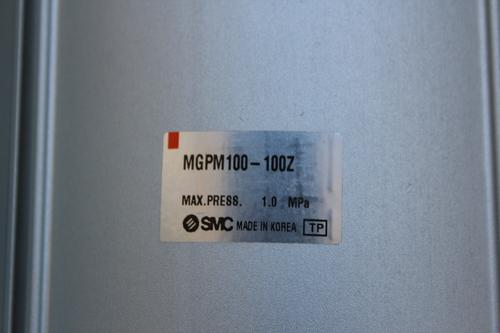 MGPM100-100Z
MAX.PRESS. 1.0 MPa
SMC MADE IN KOREA TP